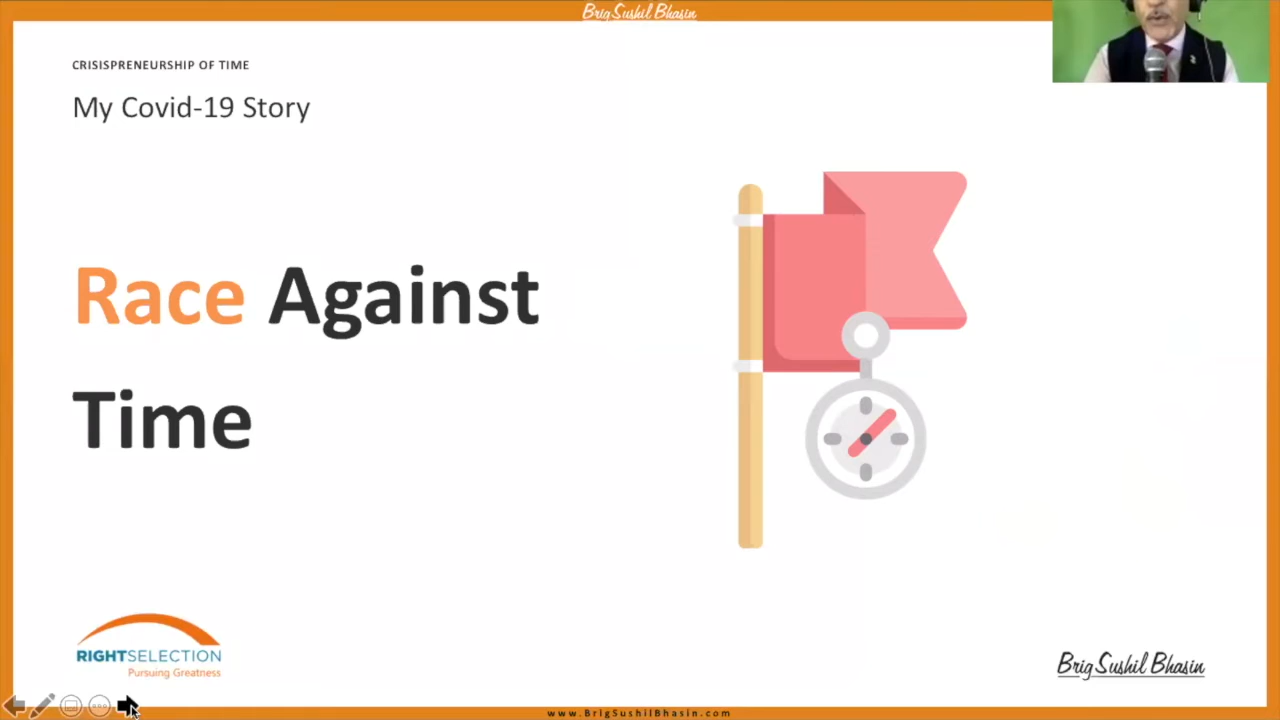 Brig Sushil Bhasin
CRISISPRENEURSHIP OF TIME
My Covid-19 Story
Race Against
Time
RIGHTSELECTION
Pursuing Greatness
Brig Sushil Bhasin
www.BrigSushilBhasin.com